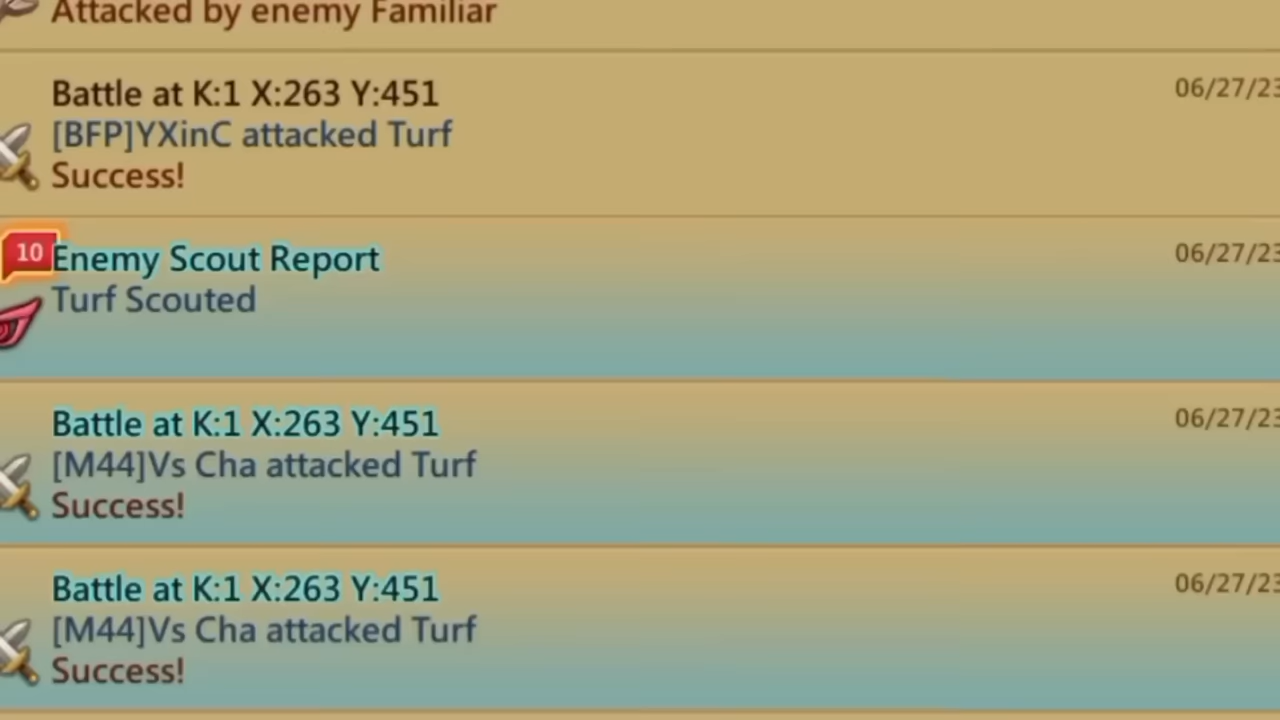 Attacked by enemy Familiar
Battle at K:1 X:263 Y:451
06/27/23
[BFP]YXinC attacked Turf
Success!
10
Enemy Scout Report
06/27/23
Turf Scouted
Battle at K:1 X:263 Y:451
06/27/23
[M44]Vs Cha attacked Turf
Success!
Battle at K:1 X:263 Y:451
06/27/23
[M44]Vs Cha attacked Turf
Success!